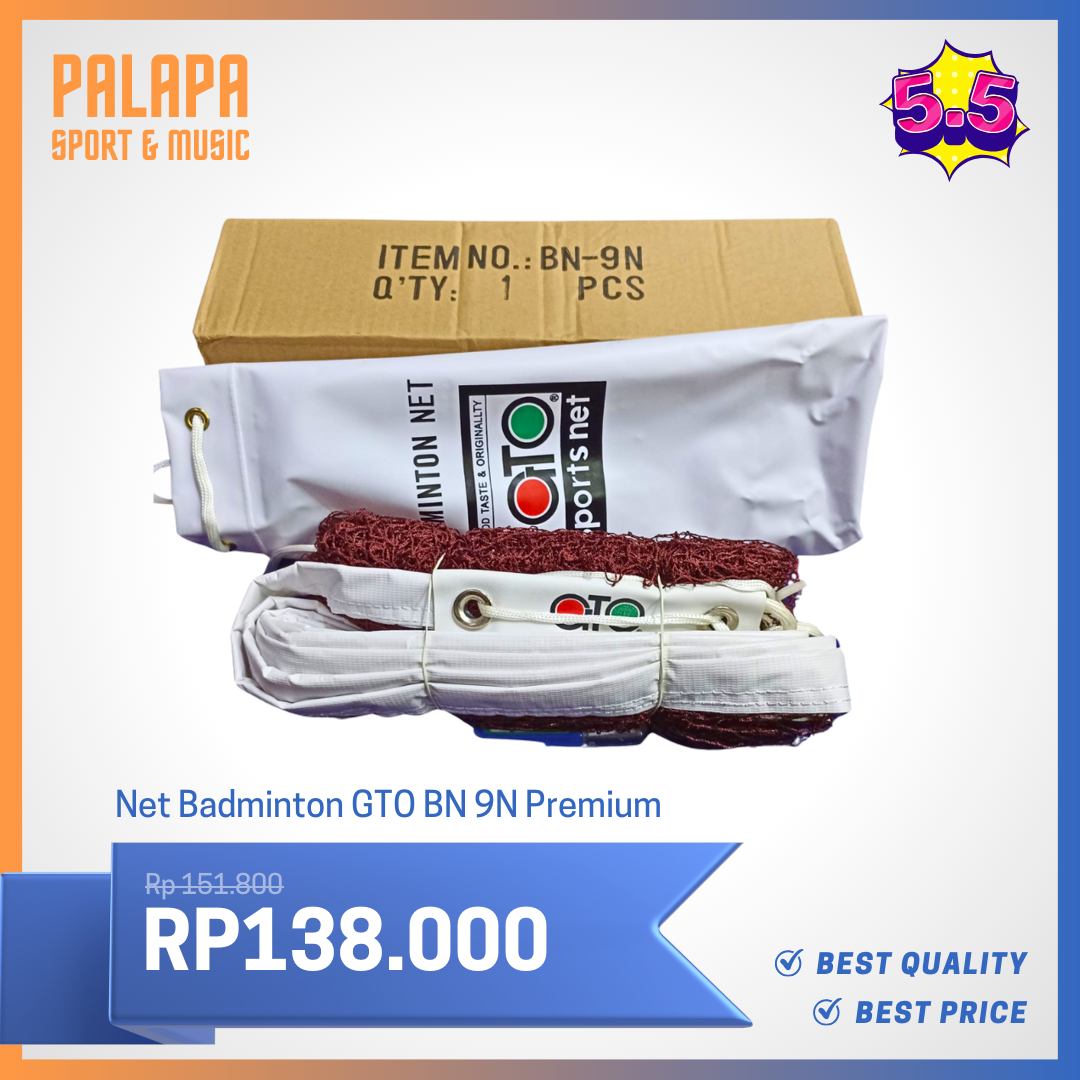 PALAPA
SPORT & MUSIC
5.5
ITEM NO.: BN-9N
Q'TY: 1 PCS
MINTON NET
OD TASTE & ORIGINALLTY
GTO®
sports net
GTO
Net Badminton GTO BN 9N Premium
Rp 151.800
RP138.000
BEST QUALITY
BEST PRICE